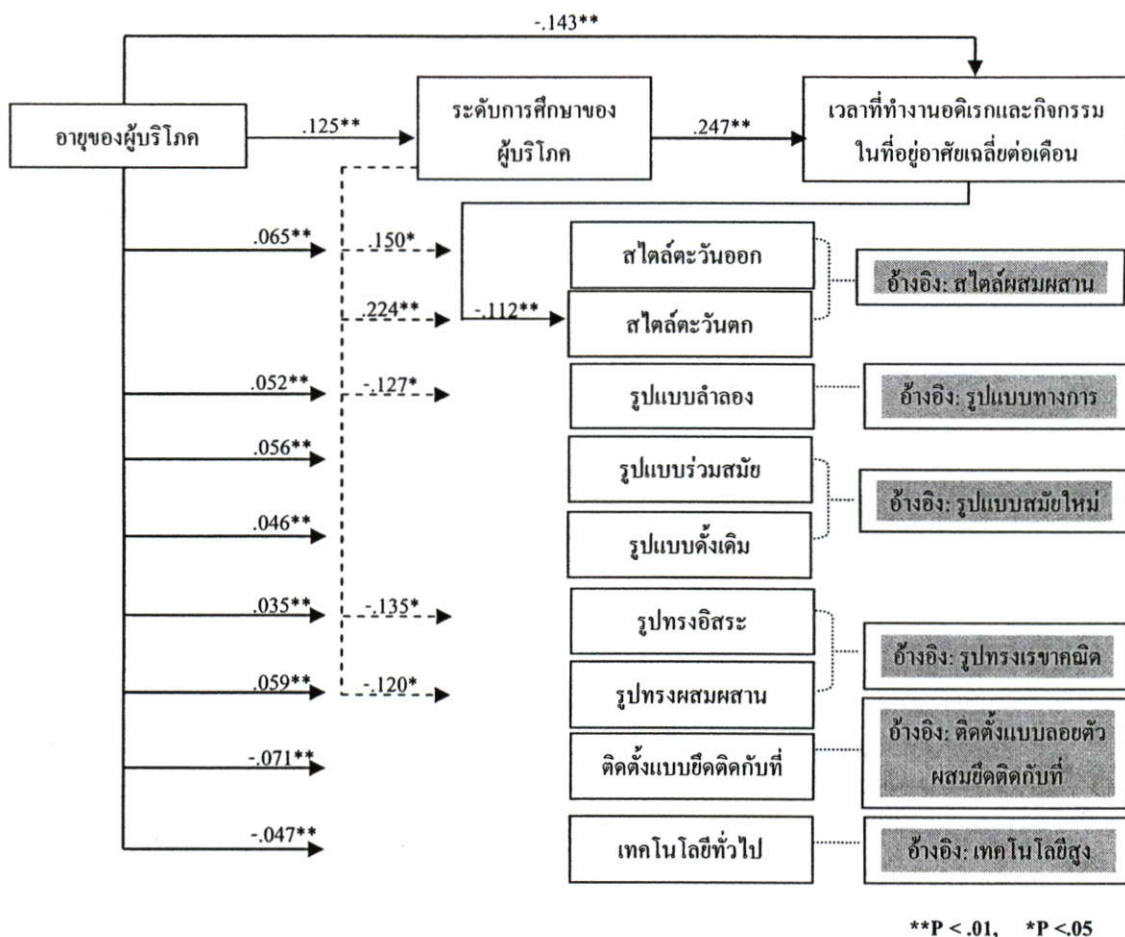 -.143**
อายุของผู้บริโภค
.125**
ระดับการศึกษาของ
ผู้บริโภค
.247**
เวลาที่ทำงานอดิเรกและกิจกรรม
ในที่อยู่อาศัยเฉลี่ยต่อเดือน
.065**
.150*
สไตล์ตะวันออก
อ้างอิง: สไตล์ผสมผสาน
.224**
-.112**
สไตล์ตะวันตก
.052**
-.127*
รูปแบบลำลอง
อ้างอิง: รูปแบบทางการ
.056**
รูปแบบร่วมสมัย
อ้างอิง: รูปแบบสมัยใหม่
.046**
รูปแบบดั้งเดิม
.035**
-.135*
รูปทรงอิสระ
อ้างอิง: รูปทรงเรขาคณิต
.059**
-.120*
รูปทรงผสมผสาน
-.071**
ติดตั้งแบบยึดติดกับที่
อ้างอิง: ติดตั้งแบบลอยตัว
ผสมยึดติดกับที่
-.047**
เทคโนโลยีทั่วไป
อ้างอิง: เทคโนโลยีสูง
**P < .01, *P <.05